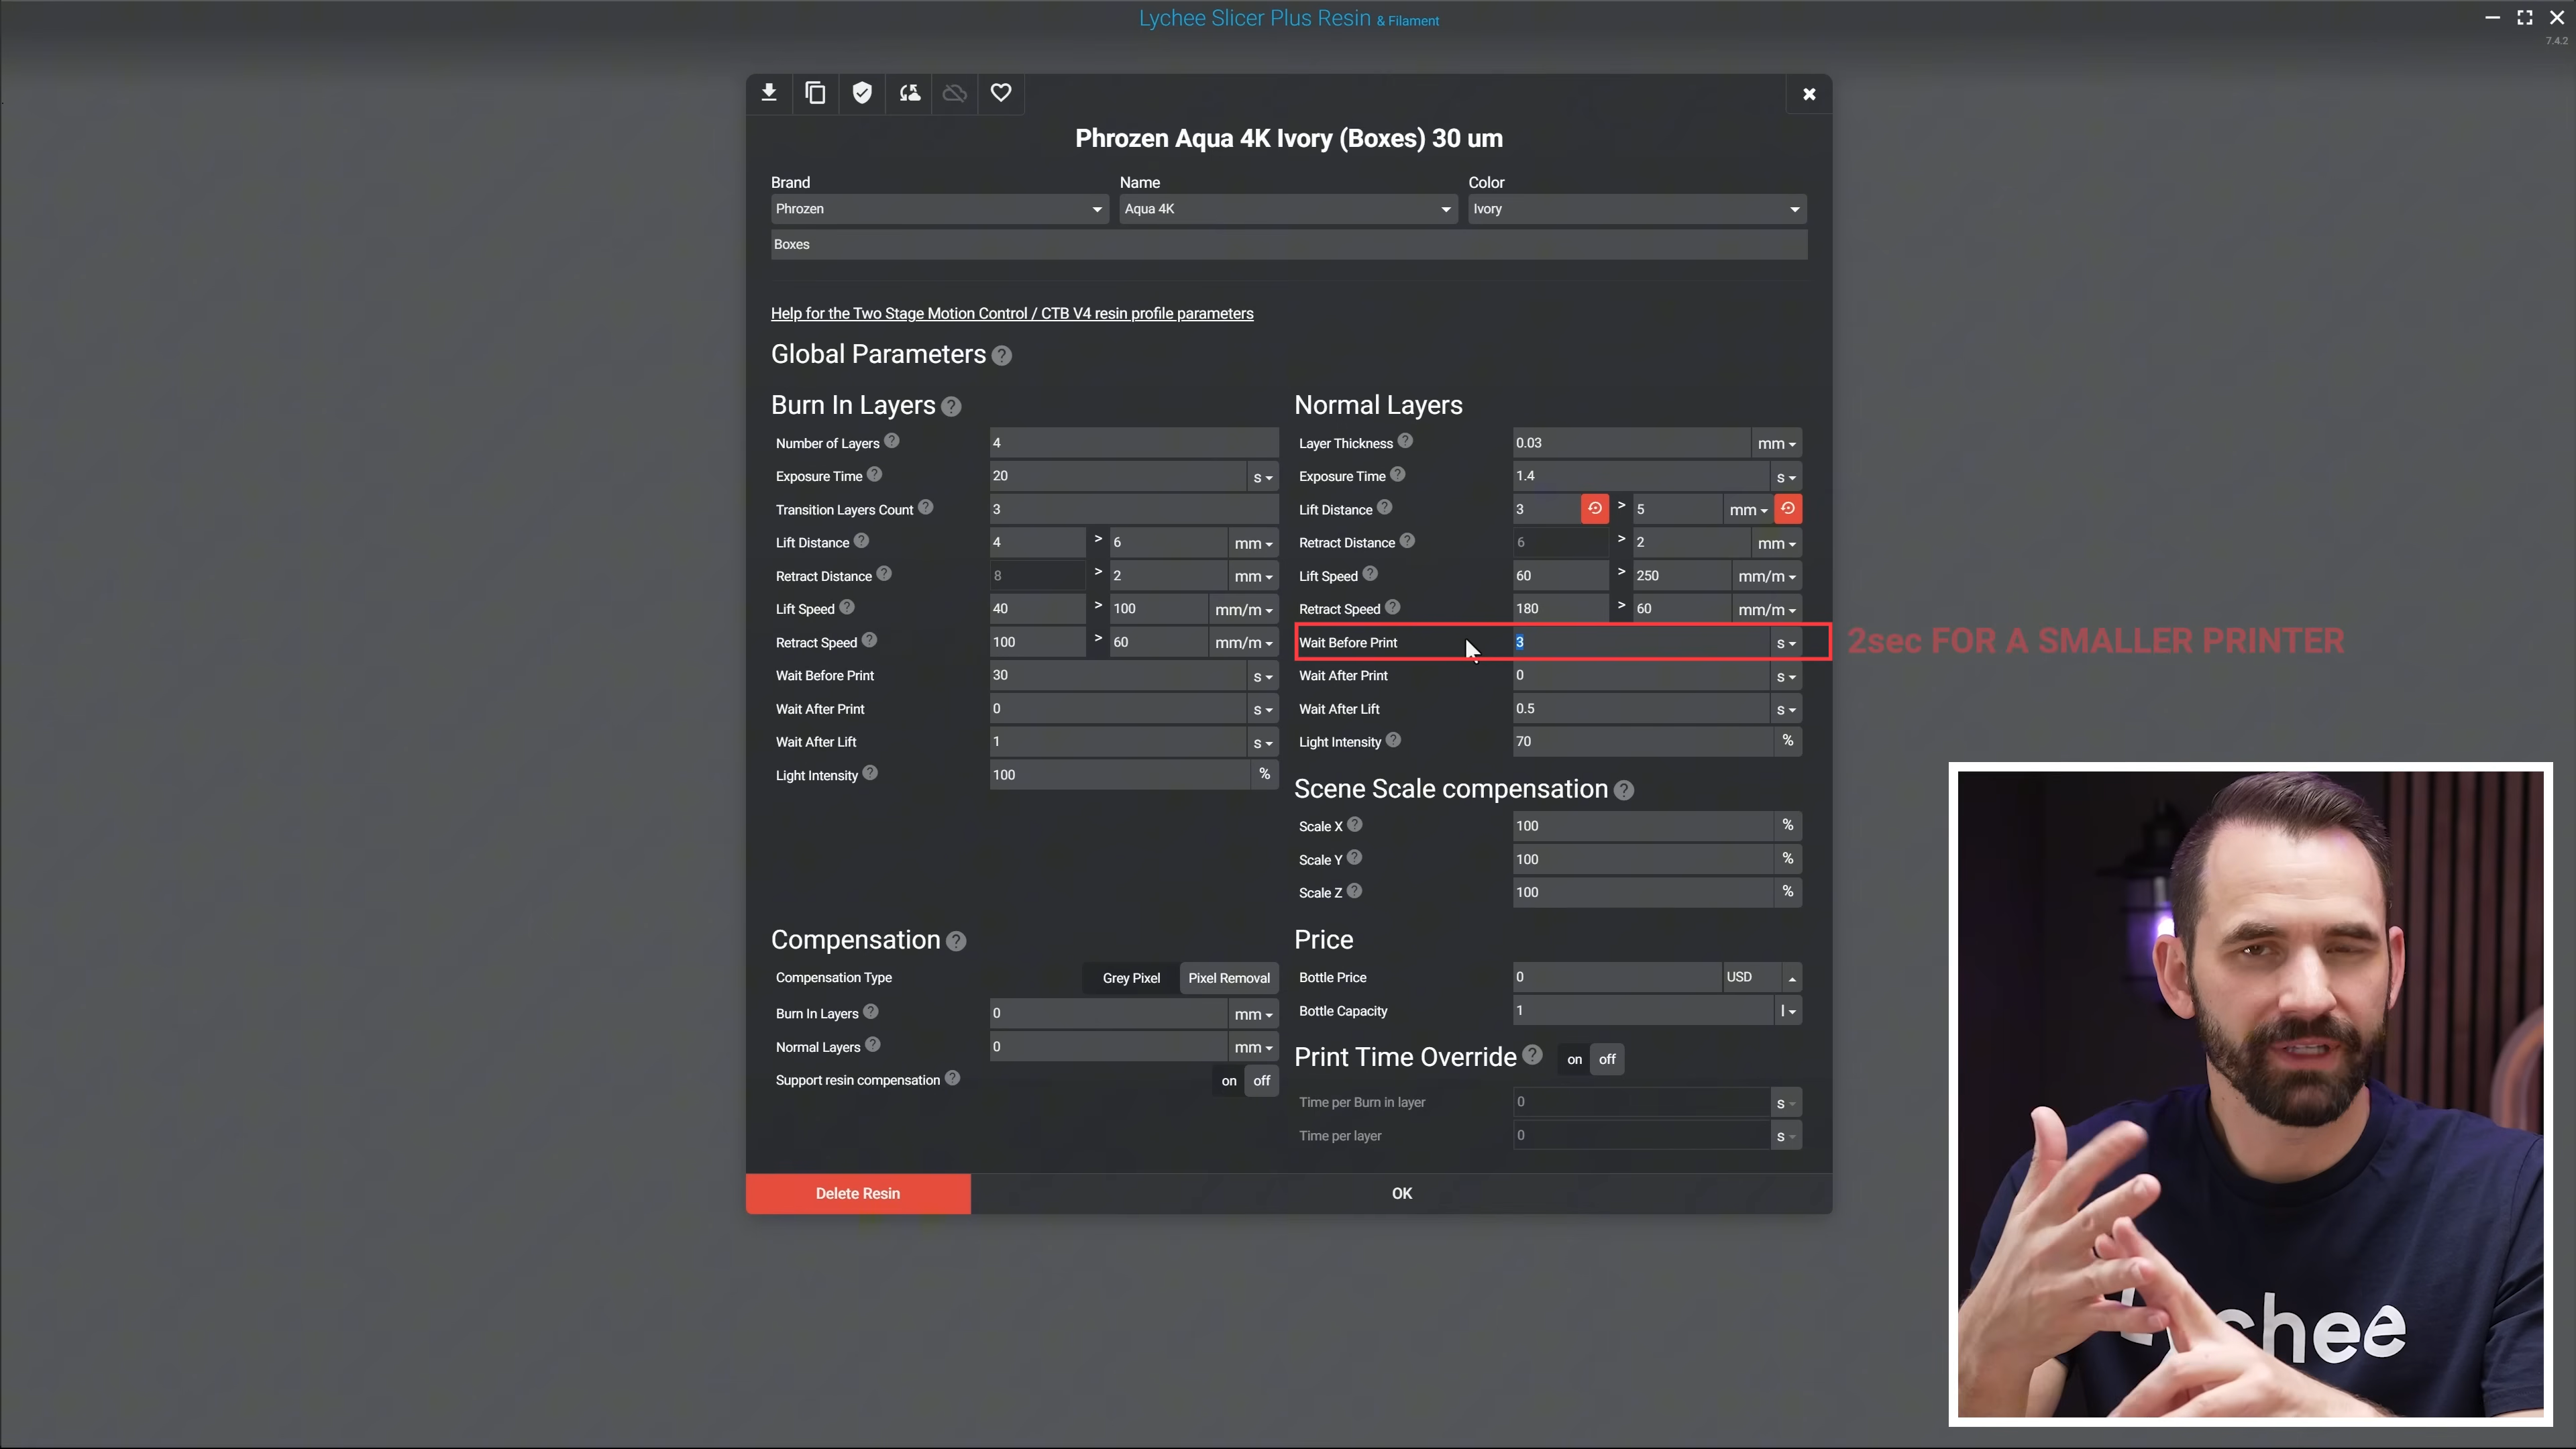 Lychee Slicer Plus Resin & Filament
7.4.2
Phrozen Aqua 4K Ivory (Boxes) 30 um
Brand Name Color
Phrozen Aqua 4K Ivory
Boxes
Help for the Two Stage Motion Control / CTB V4 resin profile parameters
Global Parameters ?
Burn In Layers ?
Number of Layers ? 4
Exposure Time ? 20 s
Transition Layers Count ? 3
Lift Distance ? 4 > 6 mm
Retract Distance ? 8 > 2 mm
Lift Speed ? 40 > 100 mm/m
Retract Speed ? 100 > 60 mm/m
Wait Before Print 30 s
Wait After Print 0 s
Wait After Lift 1 s
Light Intensity ? 100 %
Normal Layers
Layer Thickness ? 0.03 mm
Exposure Time ? 1.4 s
Lift Distance ? 3 > 5 mm
Retract Distance ? 6 > 2 mm
Lift Speed ? 60 > 250 mm/m
Retract Speed ? 180 > 60 mm/m
Wait Before Print 3 s
2sec FOR A SMALLER PRINTER
Wait After Print 0 s
Wait After Lift 0.5 s
Light Intensity ? 70 %
Scene Scale compensation ?
Scale X ? 100 %
Scale Y ? 100 %
Scale Z ? 100 %
Compensation ?
Compensation Type Grey Pixel Pixel Removal
Burn In Layers ? 0 mm
Normal Layers ? 0 mm
Support resin compensation ? on off
Price
Bottle Price 0 USD
Bottle Capacity 1 l
Print Time Override ? on off
Time per Burn in layer 0 s
Time per layer 0 s
Delete Resin OK
Lychee